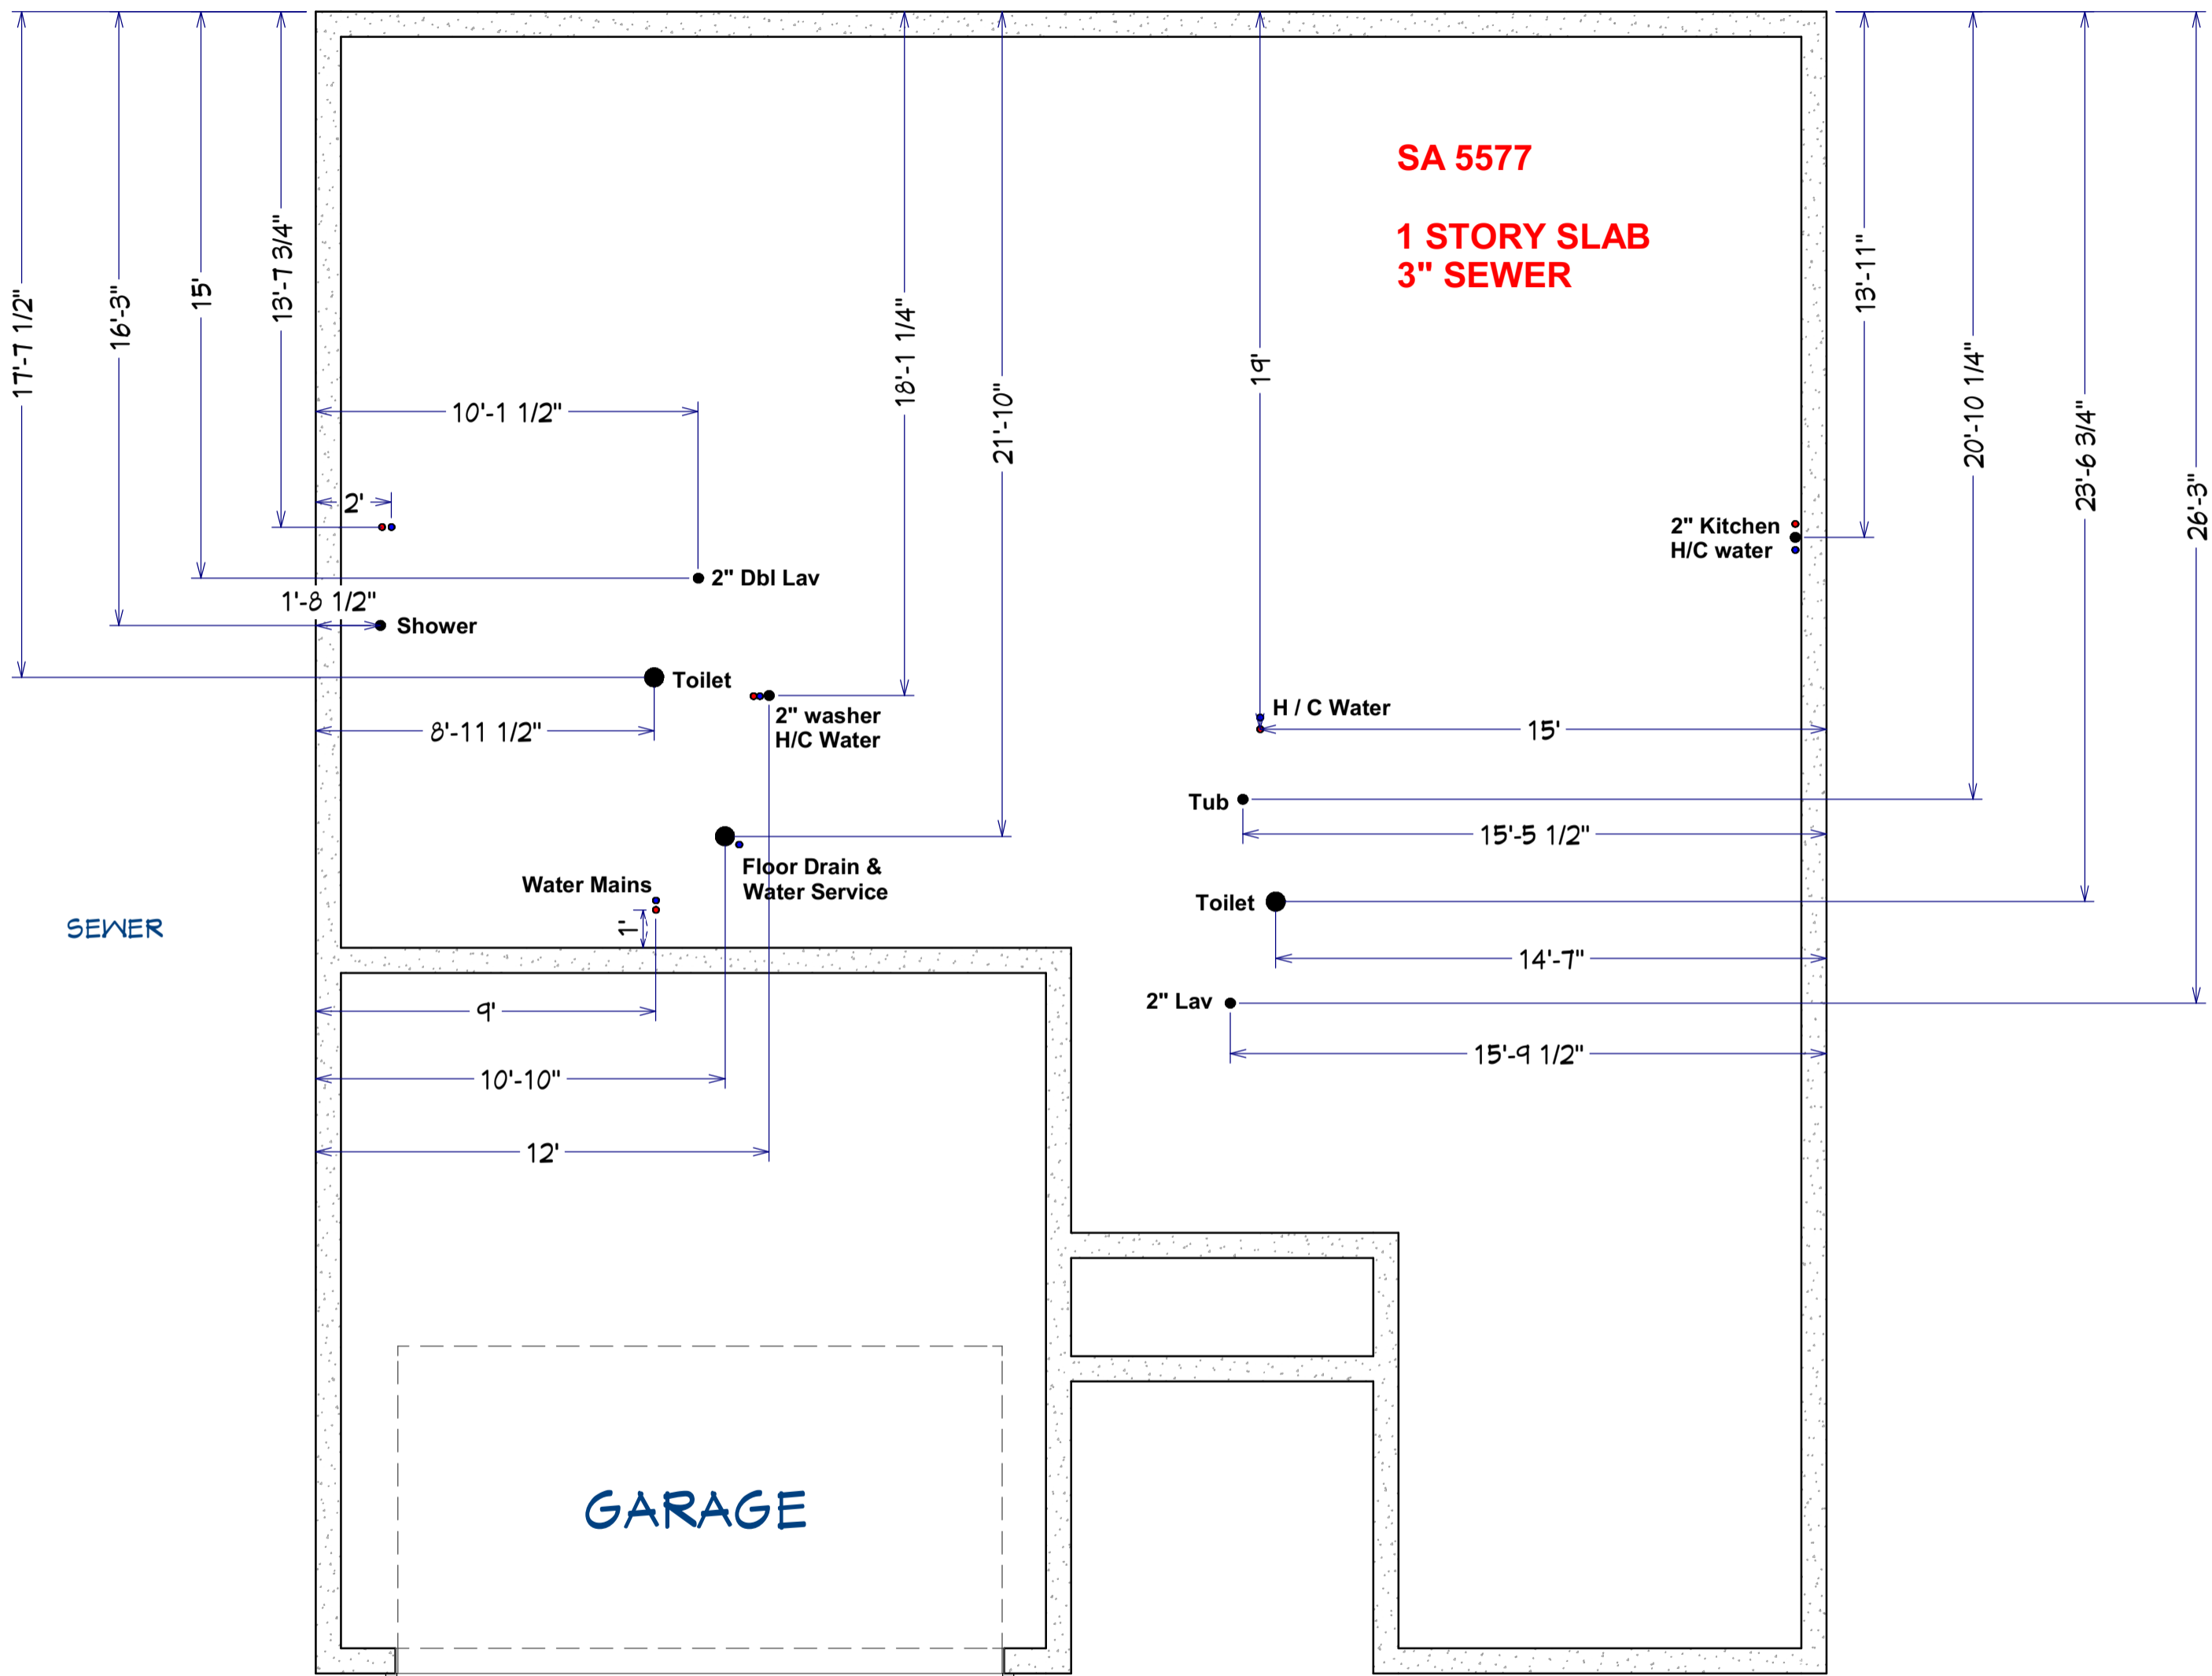 SA 5577
1 STORY SLAB
3" SEWER
17'-7 1/2"
16'-3"
15'
13'-7 3/4"
18'-1 1/4"
21'-10"
19'
13'-11"
20'-10 1/4"
23'-6 3/4"
26'-3"
10'-1 1/2"
2'
2" Dbl Lav
1'-8 1/2"
Shower
Toilet
8'-11 1/2"
2" washer
H/C Water
2" Kitchen
H/C water
H / C Water
15'
Tub
15'-5 1/2"
Floor Drain &
Water Service
Water Mains
1'
Toilet
14'-7"
SEWER
2" Lav
15'-9 1/2"
9'
10'-10"
12'
GARAGE